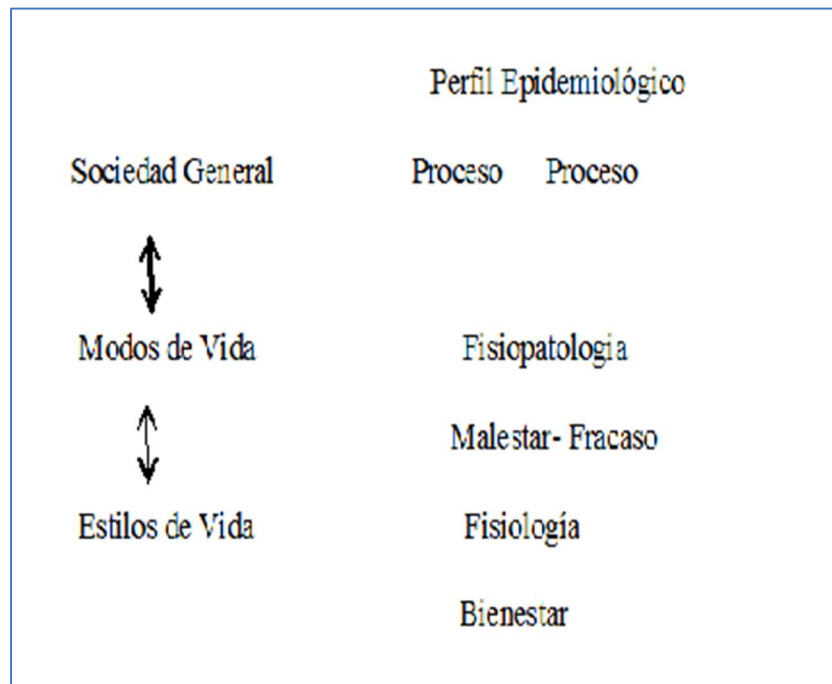 Perfil Epidemiológico
Sociedad General Proceso Proceso
Modos de Vida Fisiopatologia
Malestar- Fracaso
Estilos de Vida Fisiología
Bienestar